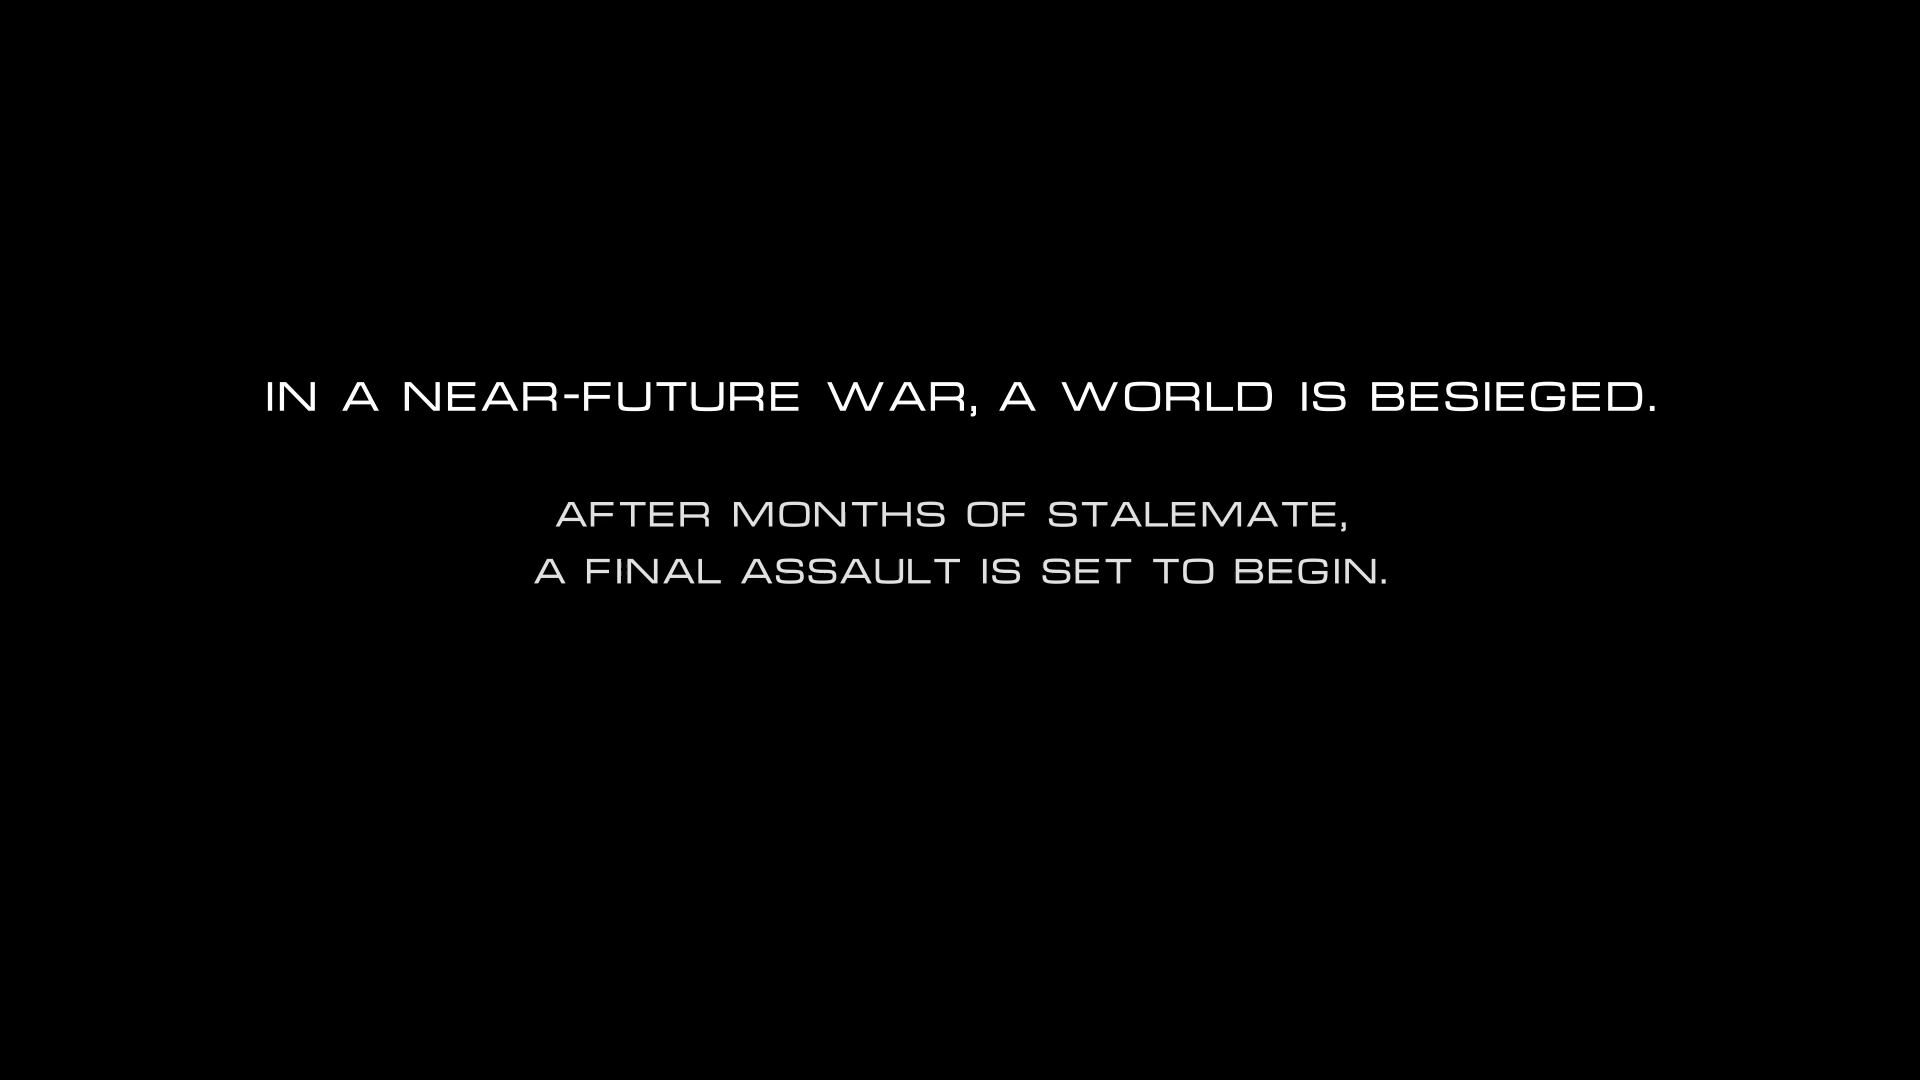 IN A NEAR-FUTURE WAR, A WORLD IS BESIEGED.
AFTER MONTHS OF STALEMATE,
A FINAL ASSAULT IS SET TO BEGIN.